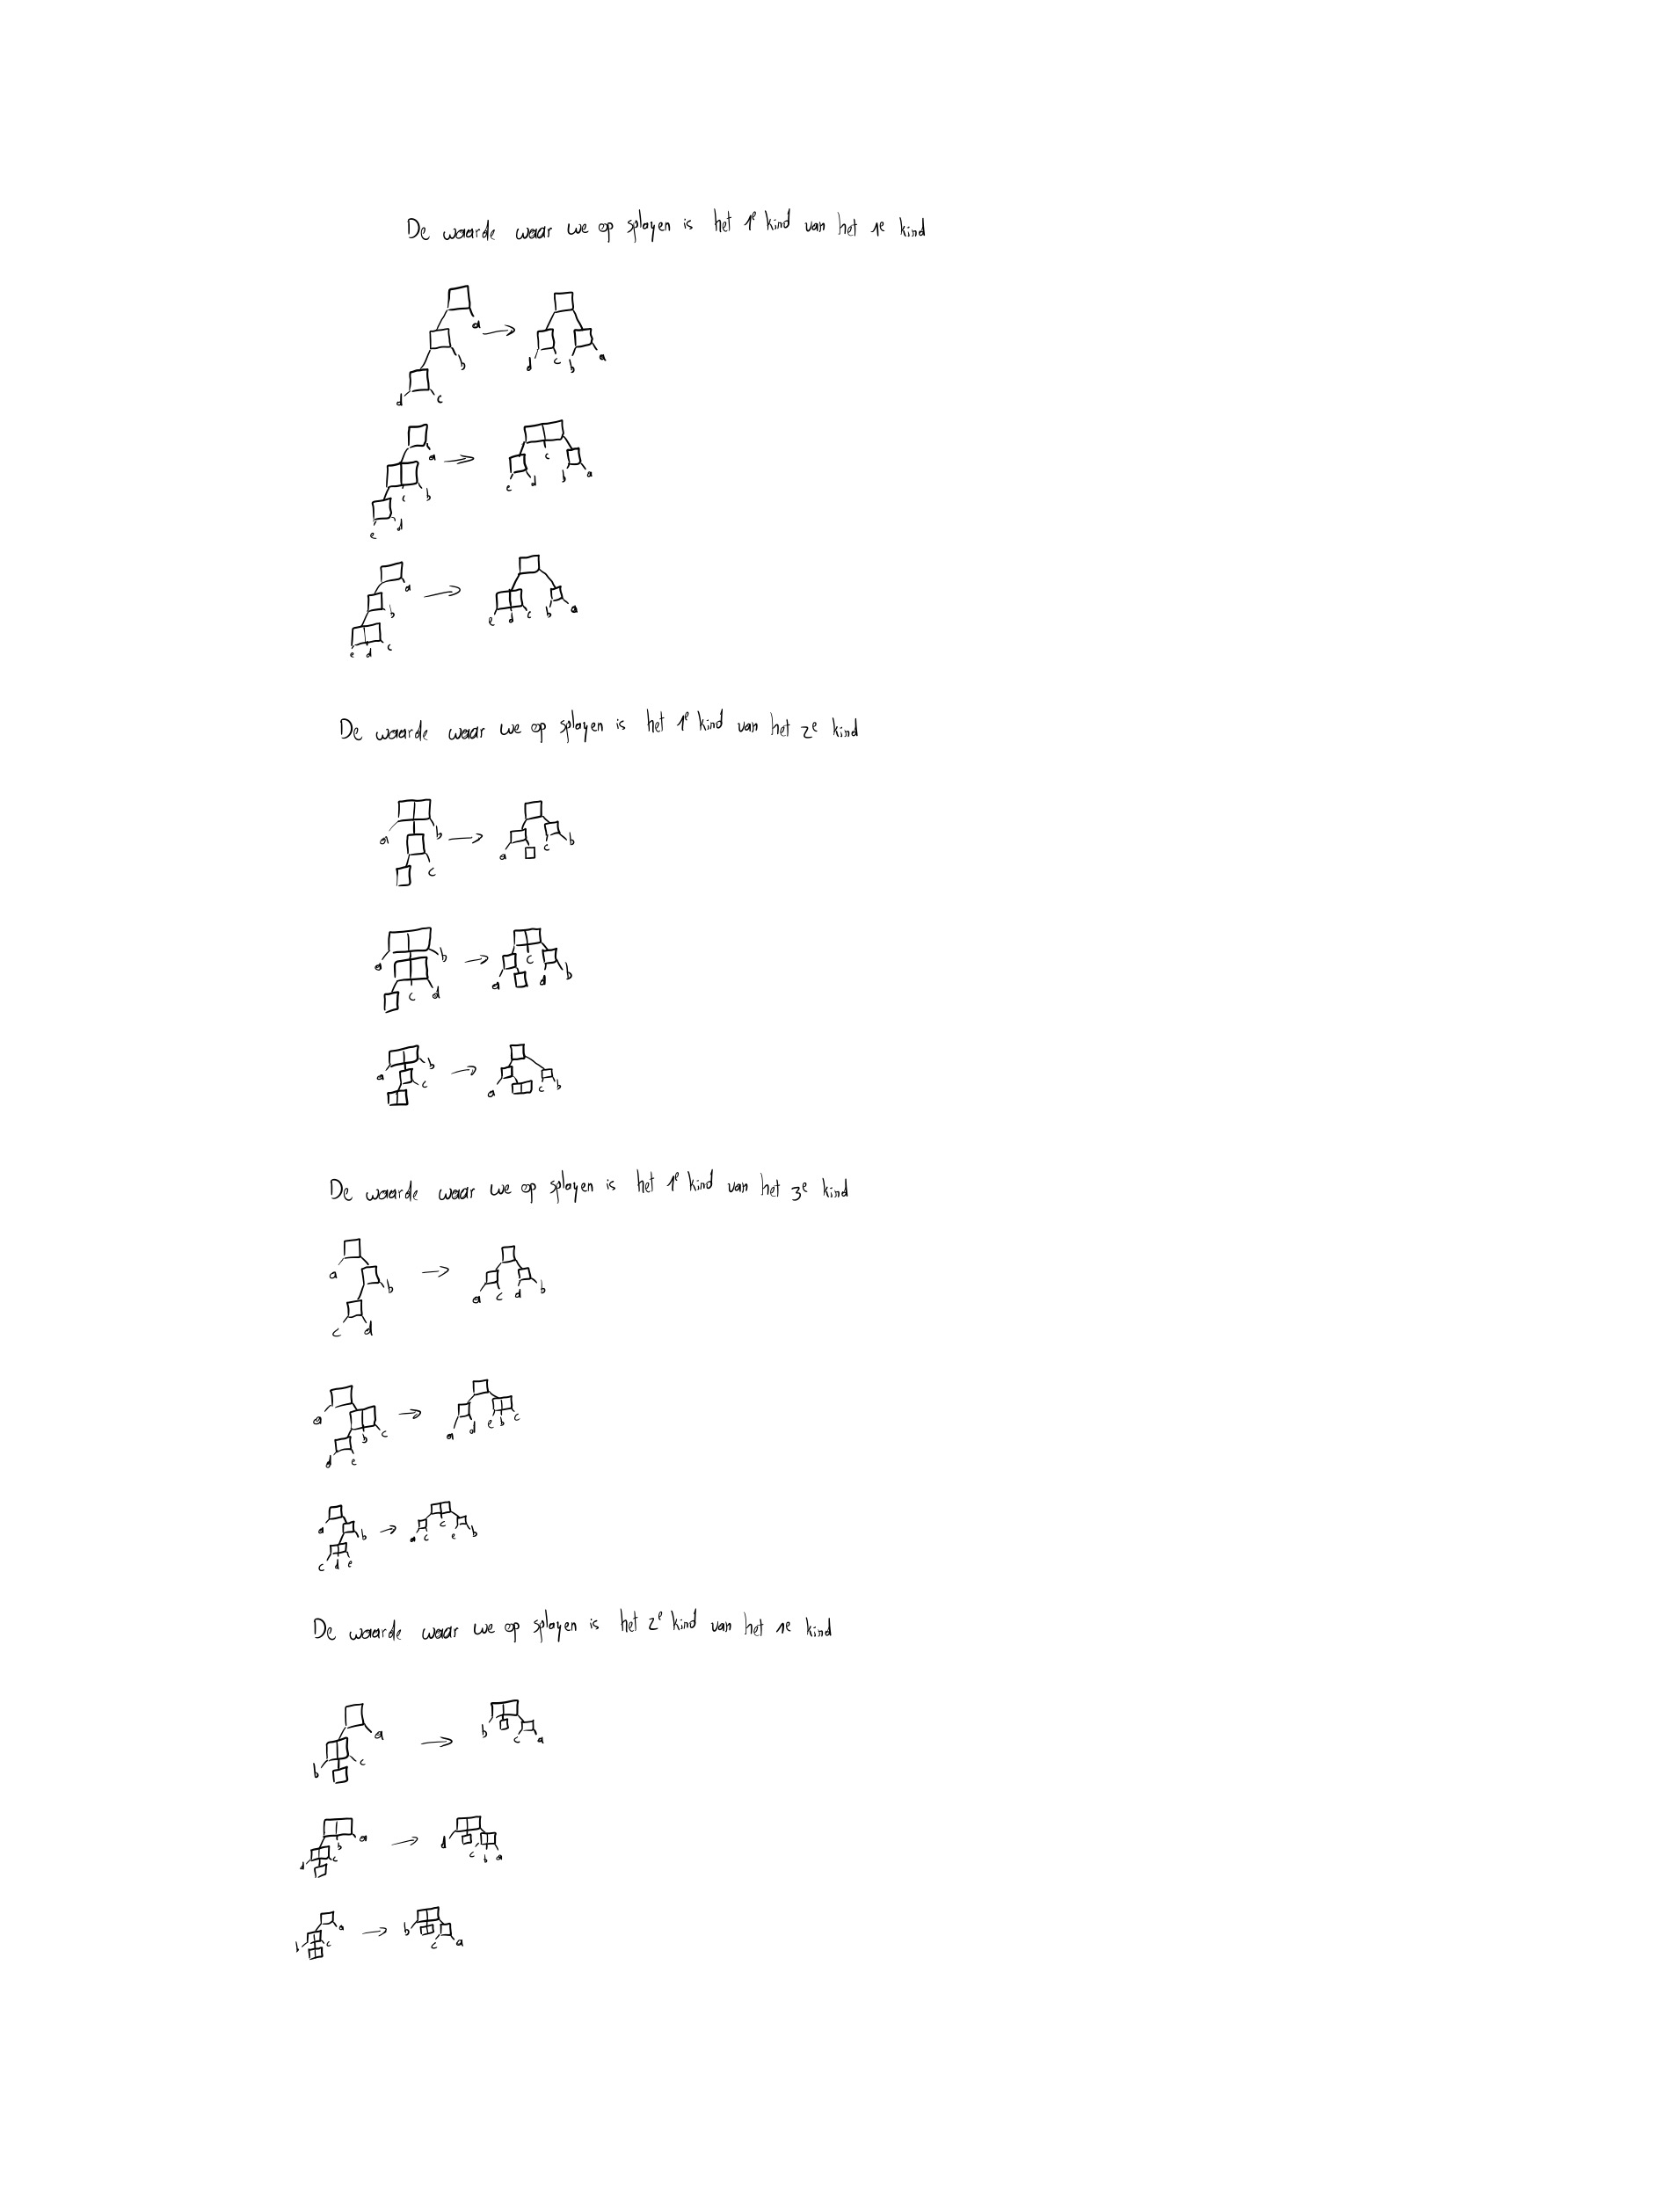 De waarde waar we op splayen is het 1e kind van het 1e kind
a
b
d c
d c b a
a
c b
e d
c
e d b a
a
b
e d c
e d c b a
De waarde waar we op splayen is het 1e kind van het 2e kind
a b
c
a c b
a b
c d
c
a d b
a b
c
a c b
De waarde waar we op splayen is het 1e kind van het 3e kind
a
b
c d
a c d b
a
b c
d e
a d e b c
a
b
c d e
c
a c e b
De waarde waar we op splayen is het 2e kind van het 1e kind
a
b c
b
c a
b a
d c
d
c b a
a
b c
b
c a